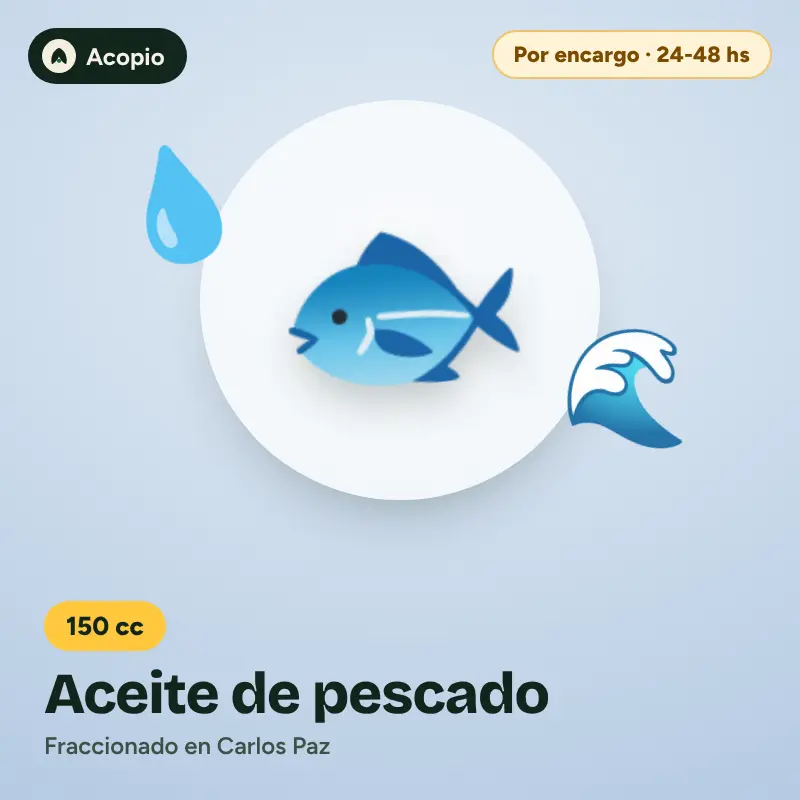 Acopio
Por encargo · 24-48 hs
150 cc
Aceite de pescado
Fraccionado en Carlos Paz